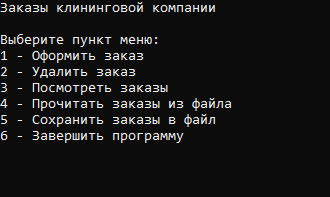 Заказы клининговой компании
Выберите пункт меню:
1 - Оформить заказ
2 - Удалить заказ
3 - Посмотреть заказы
4 - Прочитать заказы из файла
5 - Сохранить заказы в файл
6 - Завершить программу